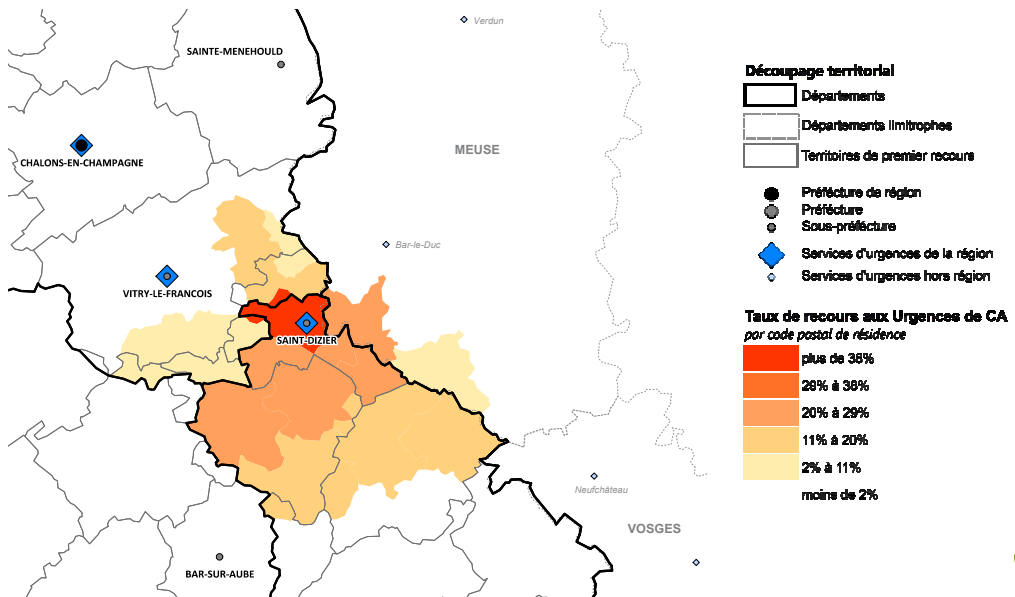 Verdun
SAINTE-MENEHOULD
CHALONS-EN-CHAMPAGNE
MEUSE
Bar-le-Duc
VITRY-LE-FRANCOIS
SAINT-DIZIER
Neufchâteau
VOSGES
BAR-SUR-AUBE
Découpage territorial
Départements
Départements limitrophes
Territoires de premier recours
Préfécture de région
Préfécture
Sous-préfécture
Services d'urgences de la région
Services d'urgences hors région
Taux de recours aux Urgences de CA
par code postal de résidence
plus de 38%
29% à 38%
20% à 29%
11% à 20%
2% à 11%
moins de 2%